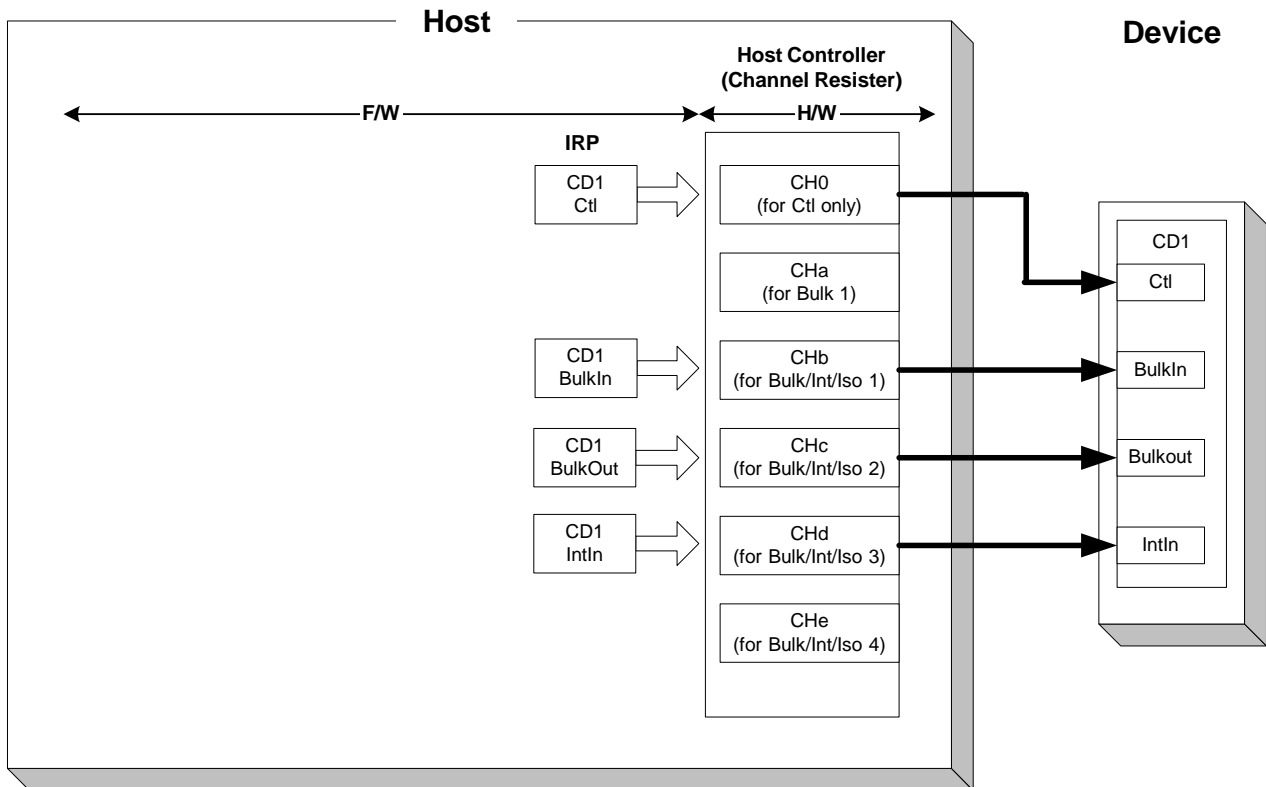 Host
Device
Host Controller
(Channel Resister)
F/W
H/W
IRP
CD1
Ctl
CH0
(for Ctl only)
CHa
(for Bulk 1)
CD1
BulkIn
CHb
(for Bulk/Int/Iso 1)
CD1
BulkOut
CHc
(for Bulk/Int/Iso 2)
CD1
IntIn
CHd
(for Bulk/Int/Iso 3)
CHe
(for Bulk/Int/Iso 4)
CD1
Ctl
BulkIn
Bulkout
IntIn